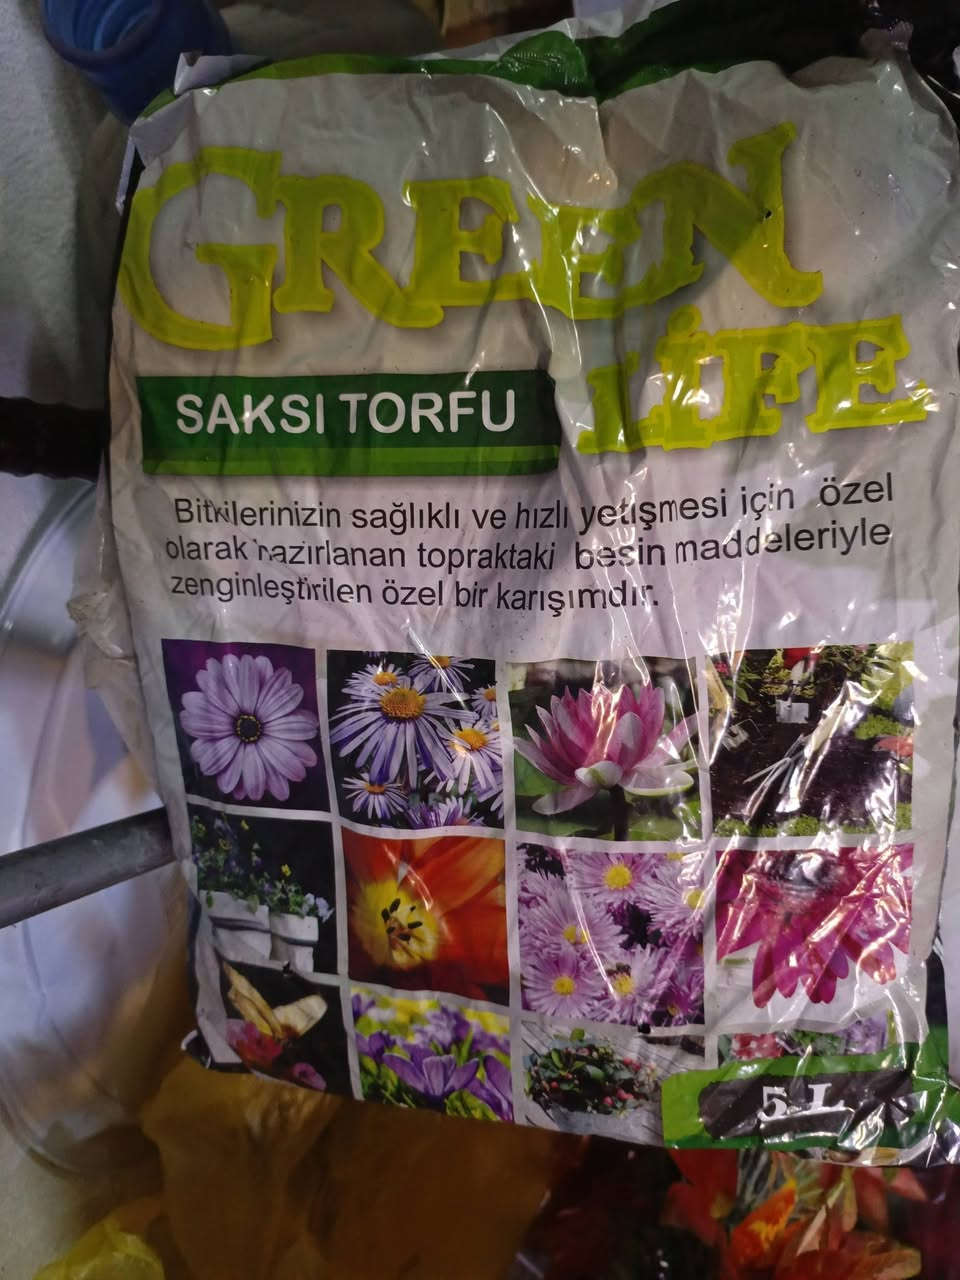 GREEN
LİFE
SAKSI TORFU
Bitkilerinizin sağlıklı ve hızlı yetişmesi için özel
olarak hazırlanan topraktaki besin maddeleriyle
zenginleştirilen özel bir karışımdır.
5 L